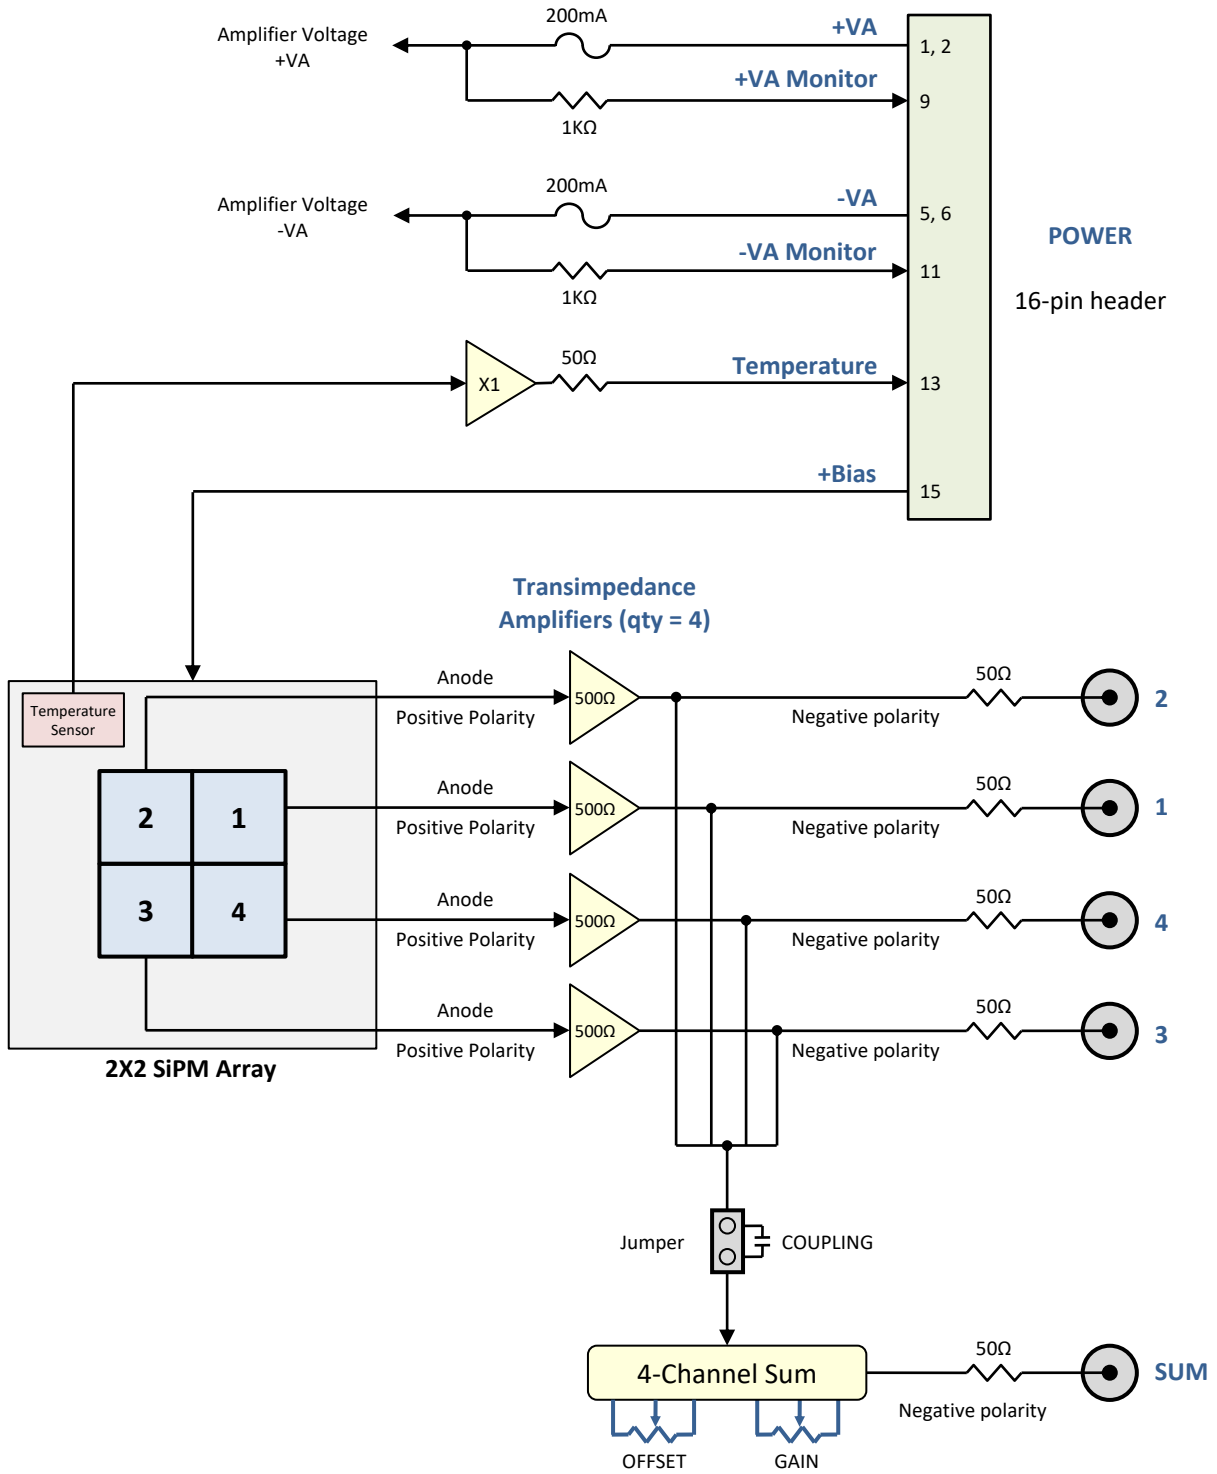 200mA
+VA
Amplifier Voltage
+VA
1, 2
+VA Monitor
9
1KΩ
200mA
-VA
Amplifier Voltage
-VA
5, 6
POWER
-VA Monitor
11
1KΩ
16-pin header
50Ω
Temperature
X1
13
+Bias
15
Transimpedance
Amplifiers (qty = 4)
Temperature
Sensor
Anode
Positive Polarity
500Ω
Negative polarity
50Ω
2
2
1
3
4
Anode
Positive Polarity
500Ω
Negative polarity
50Ω
1
Anode
Positive Polarity
500Ω
Negative polarity
50Ω
4
Anode
Positive Polarity
500Ω
Negative polarity
50Ω
3
2X2 SiPM Array
Jumper
COUPLING
4-Channel Sum
50Ω
SUM
Negative polarity
OFFSET
GAIN